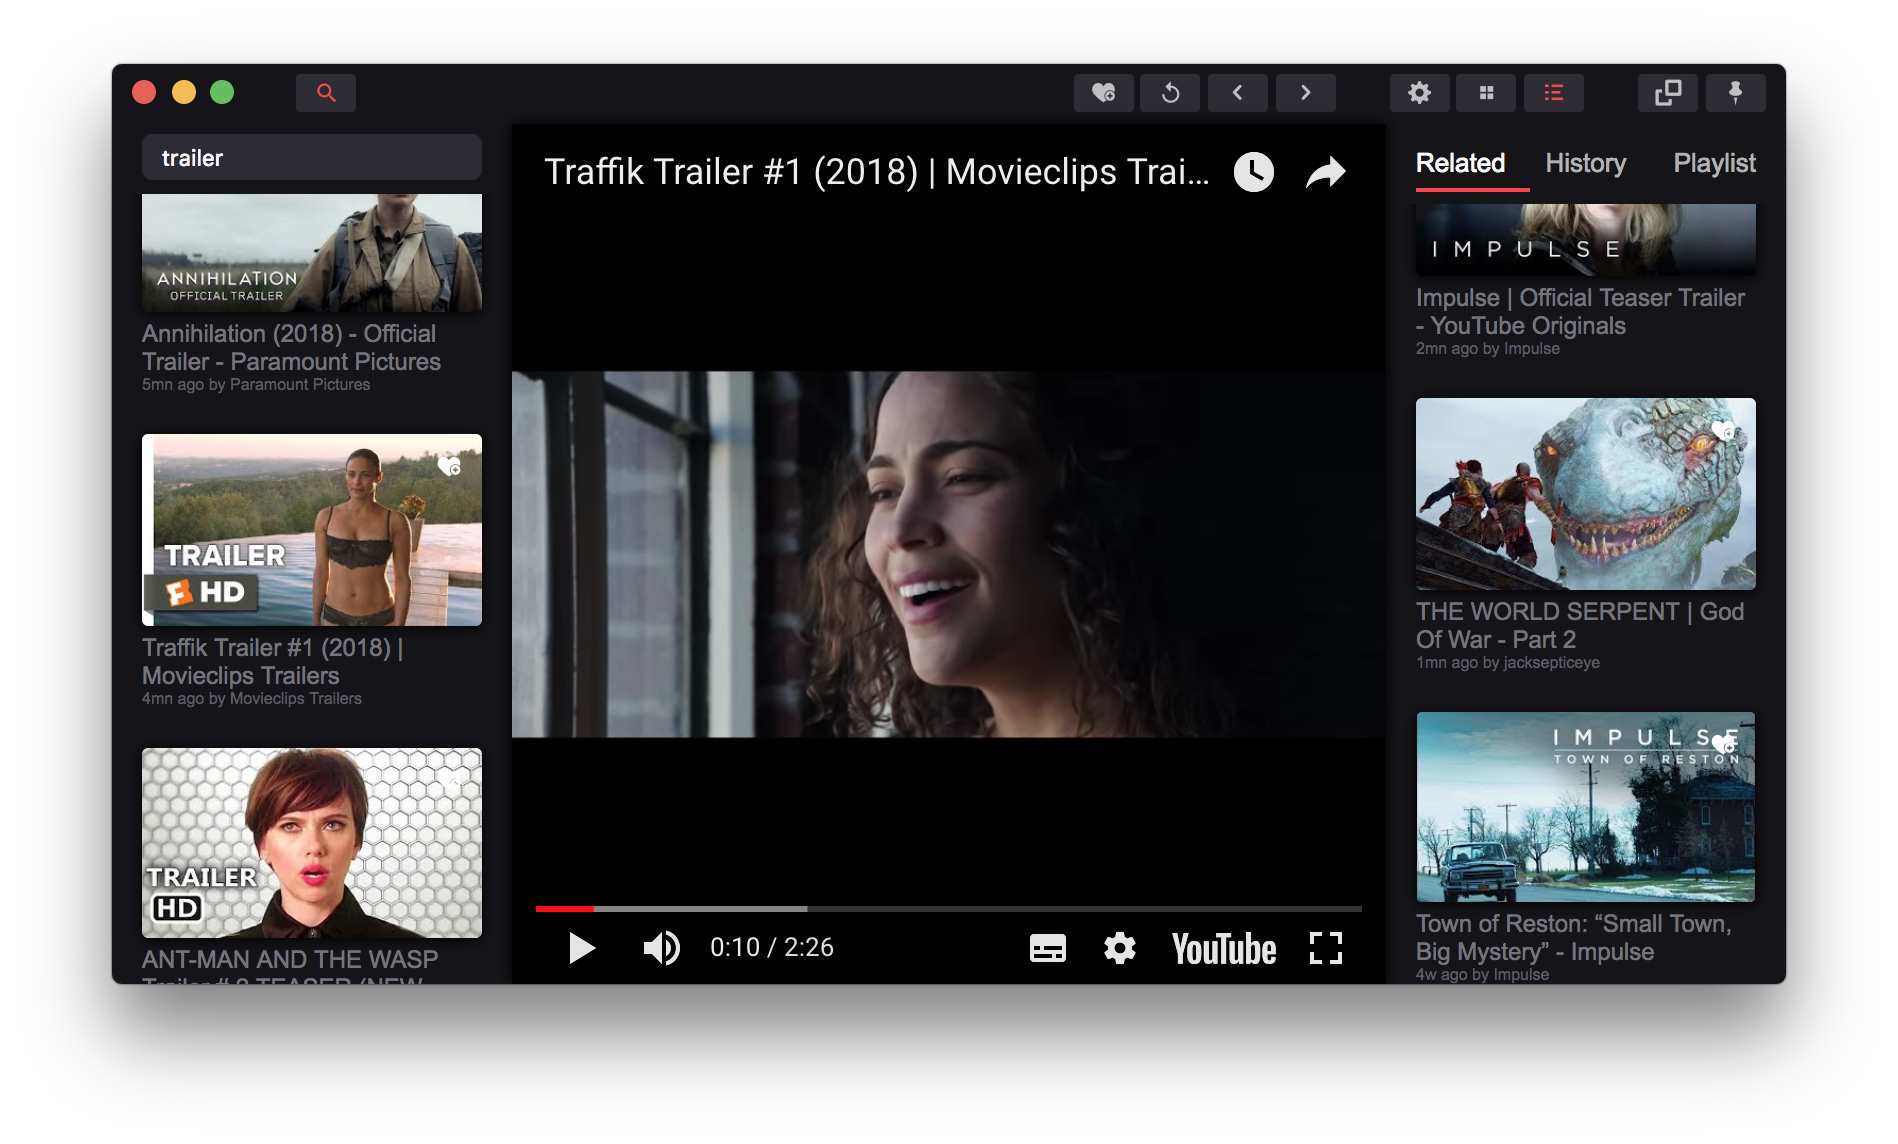 trailer
ANNIHILATION
OFFICIAL TRAILER
Annihilation (2018) - Official
Trailer - Paramount Pictures
5mn ago by Paramount Pictures
TRAILER
HD
Traffik Trailer #1 (2018) |
Movieclips Trailers
4mn ago by Movieclips Trailers
TRAILER
HD
ANT-MAN AND THE WASP
Trailer # 2 TEASER (NEW
Traffik Trailer #1 (2018) | Movieclips Trai...
0:10 / 2:26
YouTube
Related History Playlist
IMPULSE
Impulse | Official Teaser Trailer
- YouTube Originals
2mn ago by Impulse
THE WORLD SERPENT | God
Of War - Part 2
1mn ago by jacksepticeye
IMPULSE
TOWN OF RESTON
Town of Reston: “Small Town,
Big Mystery” - Impulse
4w ago by Impulse